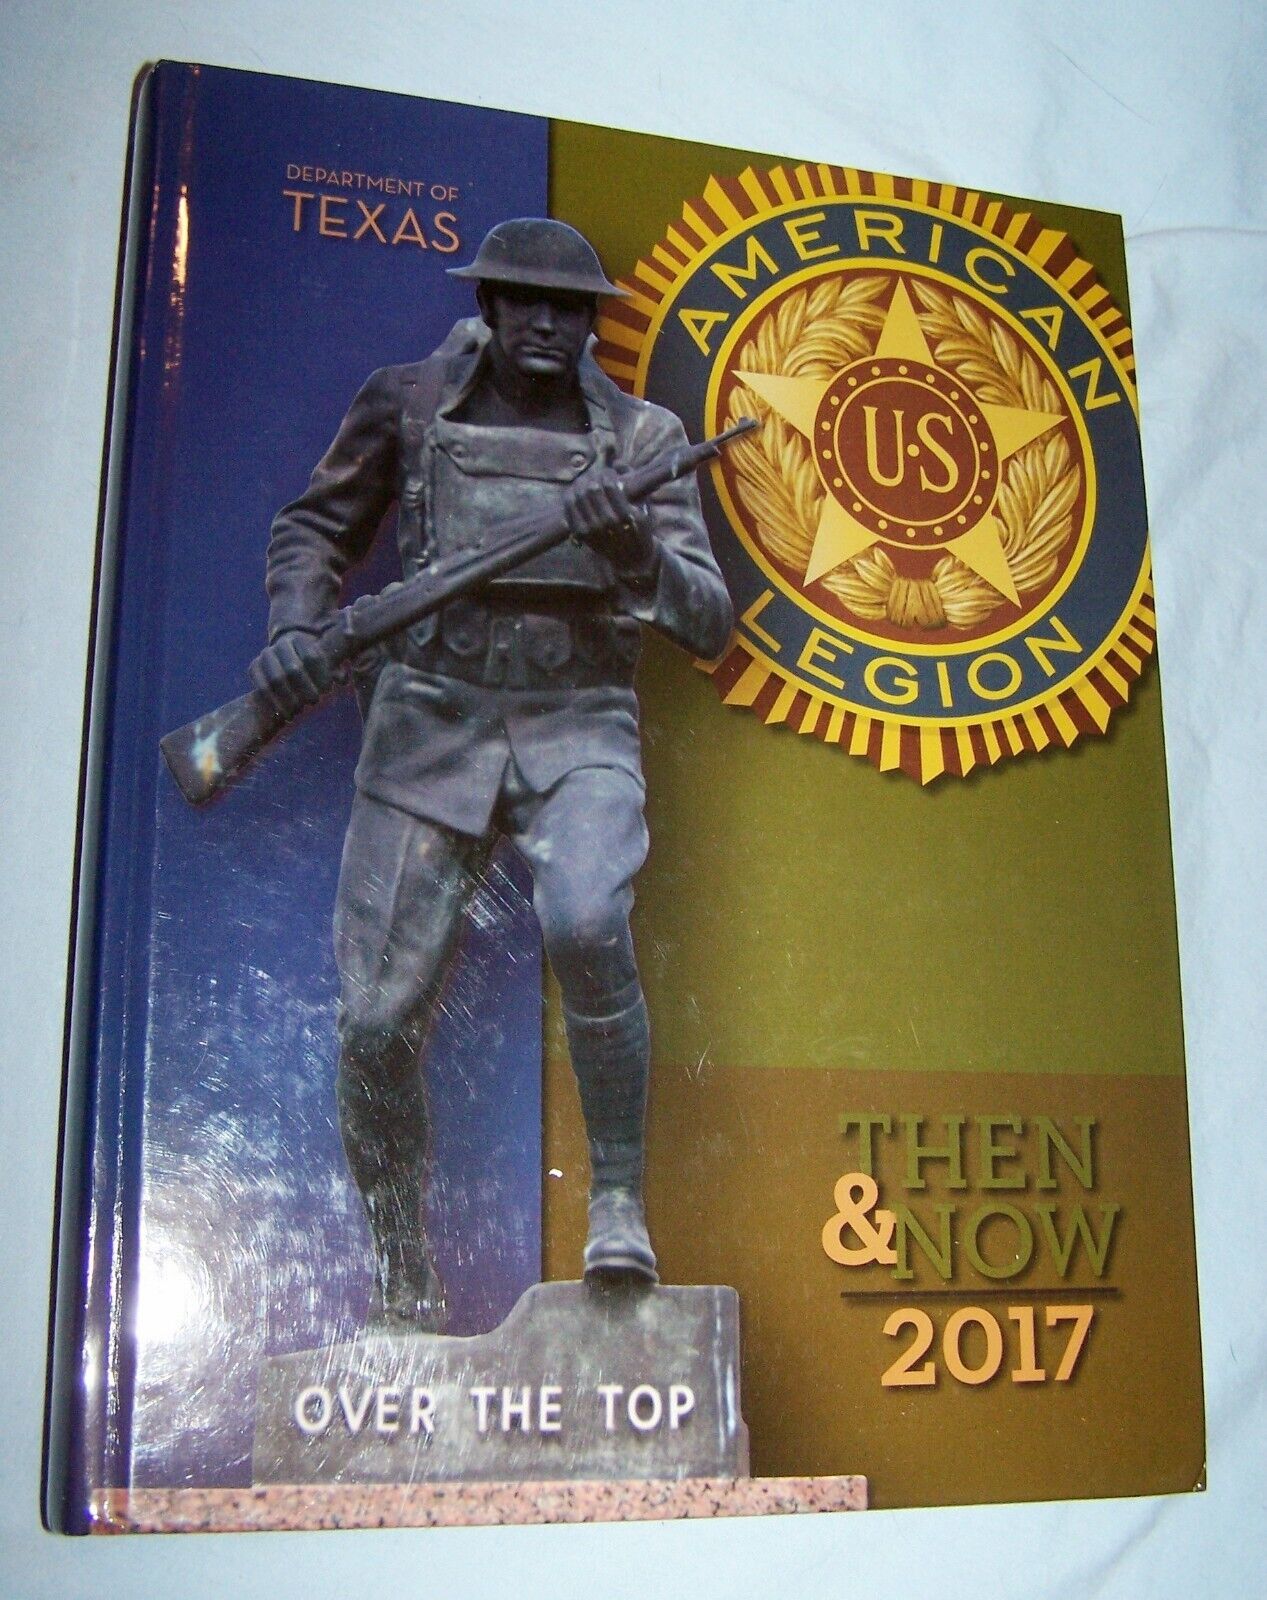 DEPARTMENT OF
TEXAS
AMERICAN
U.S
LEGION
THEN
& NOW
2017
OVER THE TOP